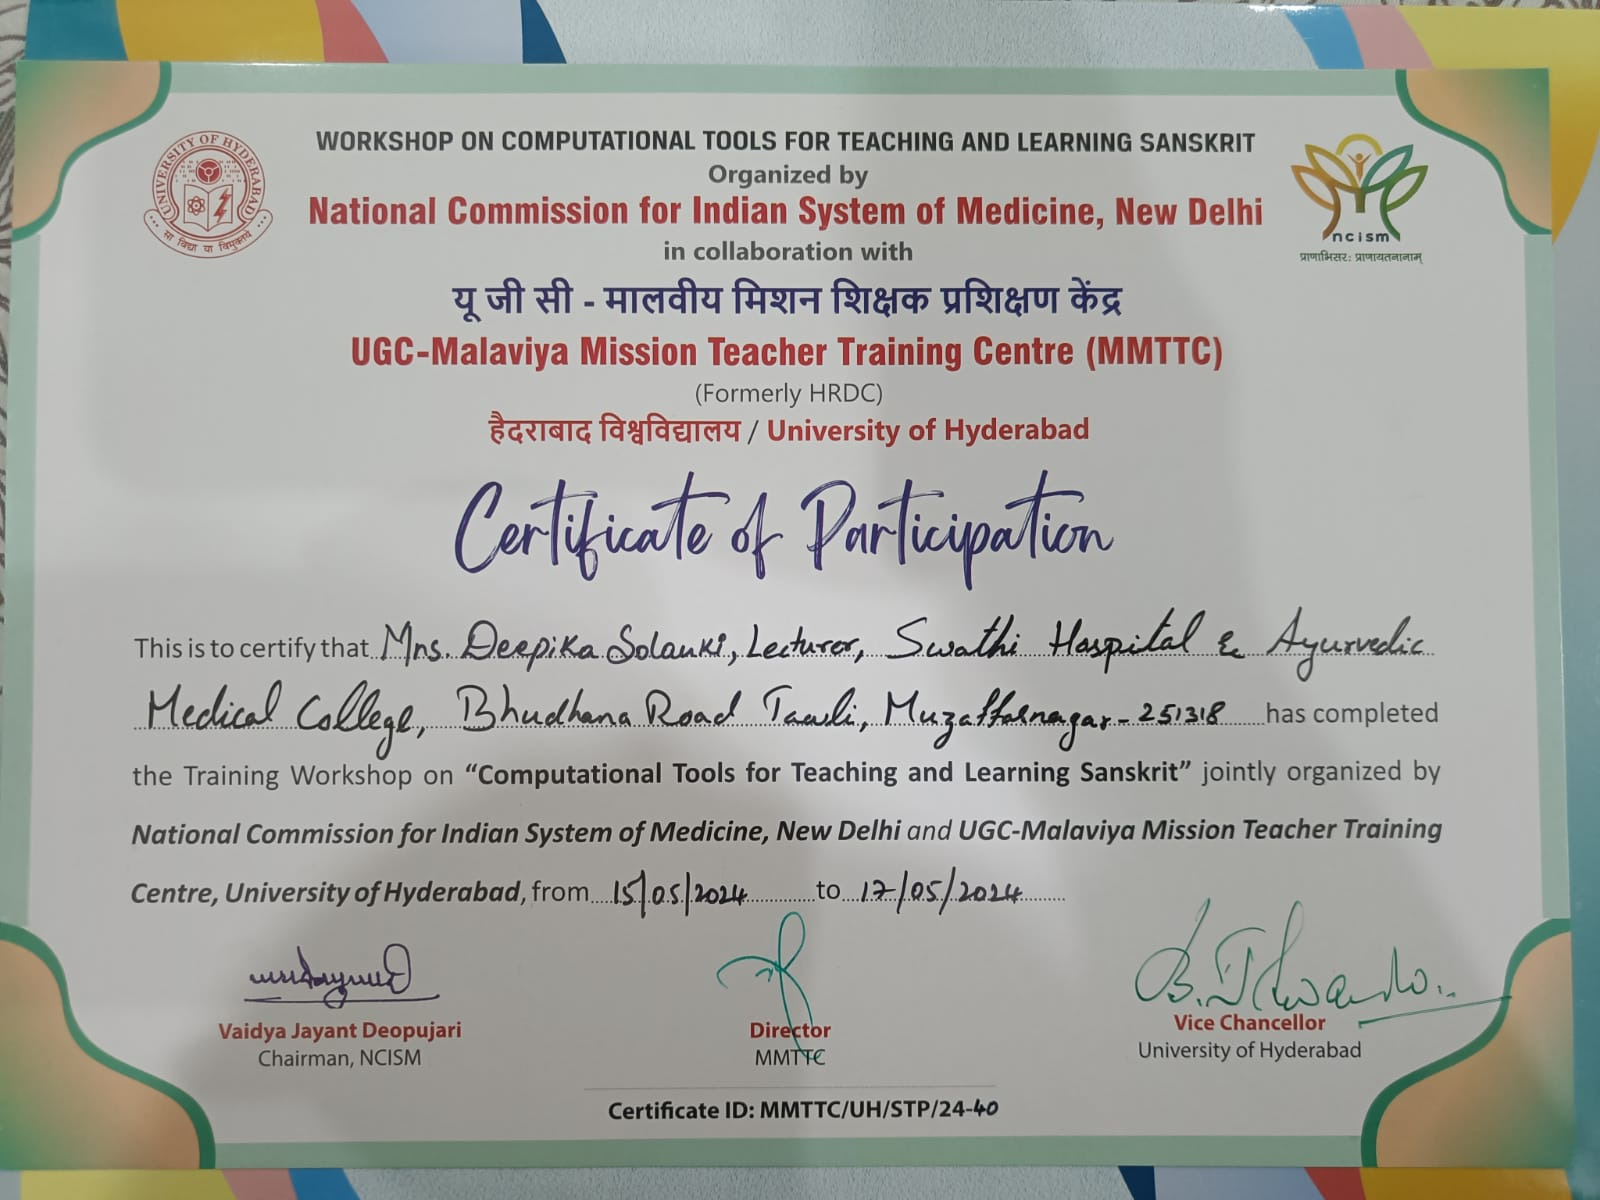 WORKSHOP ON COMPUTATIONAL TOOLS FOR TEACHING AND LEARNING SANSKRIT
Organized by
National Commission for Indian System of Medicine, New Delhi
in collaboration with
यू जी सी - मालवीय मिशन शिक्षक प्रशिक्षण केंद्र
UGC-Malaviya Mission Teacher Training Centre (MMTTC)
(Formerly HRDC)
हैदराबाद विश्वविद्यालय / University of Hyderabad
UNIVERSITY OF HYDERABAD
सा विद्या या विमुक्तये
ncism
प्राणाभिसरः प्राणायतनानाम्
Certificate of Participation
This is to certify that Mrs. Deepika Solanki, Lecturer, Swathi Hospital & Ayurvedic
Medical College, Bhudhana Road Tawli, Muzaffarnagar - 251318 has completed
the Training Workshop on “Computational Tools for Teaching and Learning Sanskrit” jointly organized by
National Commission for Indian System of Medicine, New Delhi and UGC-Malaviya Mission Teacher Training
Centre, University of Hyderabad, from 15/05/2024 to 17/05/2024
Vaidya Jayant Deopujari
Chairman, NCISM
Director
MMTTC
Vice Chancellor
University of Hyderabad
Certificate ID: MMTTC/UH/STP/24-40